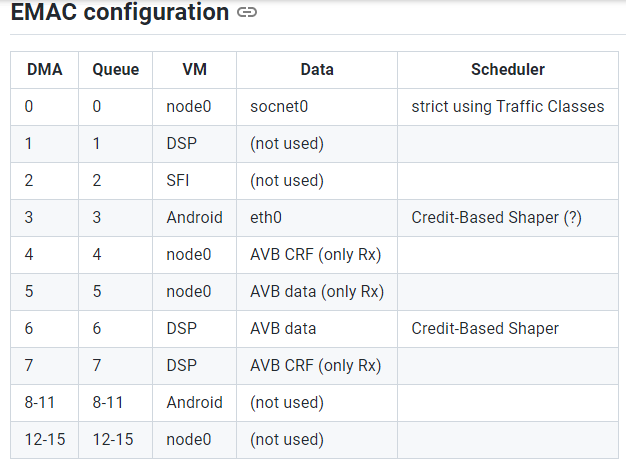 EMAC configuration
DMA Queue VM Data Scheduler
0 0 node0 socnet0 strict using Traffic Classes
1 1 DSP (not used)
2 2 SFI (not used)
3 3 Android eth0 Credit-Based Shaper (?)
4 4 node0 AVB CRF (only Rx)
5 5 node0 AVB data (only Rx)
6 6 DSP AVB data Credit-Based Shaper
7 7 DSP AVB CRF (only Rx)
8-11 8-11 Android (not used)
12-15 12-15 node0 (not used)